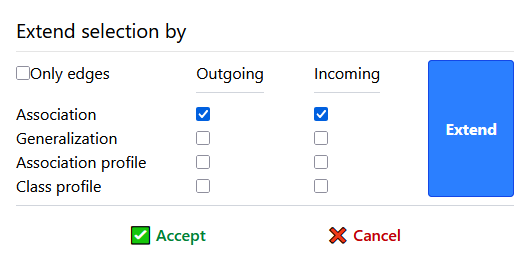 Extend selection by
Only edges Outgoing Incoming
Association
Generalization
Association profile
Class profile
Extend
Accept Cancel